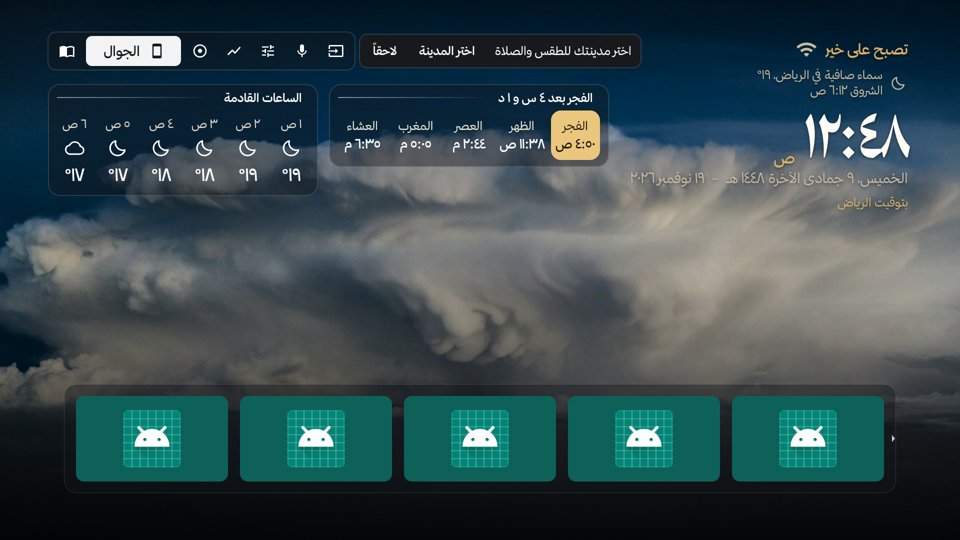 تصبح على خير
سماء صافية في الرياض، ١٩°
الشروق ٦:١٢ ص
١٢:٤٨ ص
الخميس، ٩ جمادى الآخرة ١٤٤٨ هـ – ١٩ نوفمبر ٢٠٢٦
بتوقيت الرياض
اختر مدينتك للطقس والصلاة اختر المدينة لاحقاً
الجوال
الفجر بعد ٤ س و ١ د
الفجر الظهر العصر المغرب العشاء
٤:٥٠ ص ١١:٣٨ ص ٢:٤٤ م ٥:٠٥ م ٦:٣٥ م
الساعات القادمة
١ ص ٢ ص ٣ ص ٤ ص ٥ ص ٦ ص
١٩° ١٩° ١٨° ١٨° ١٧° ١٧°